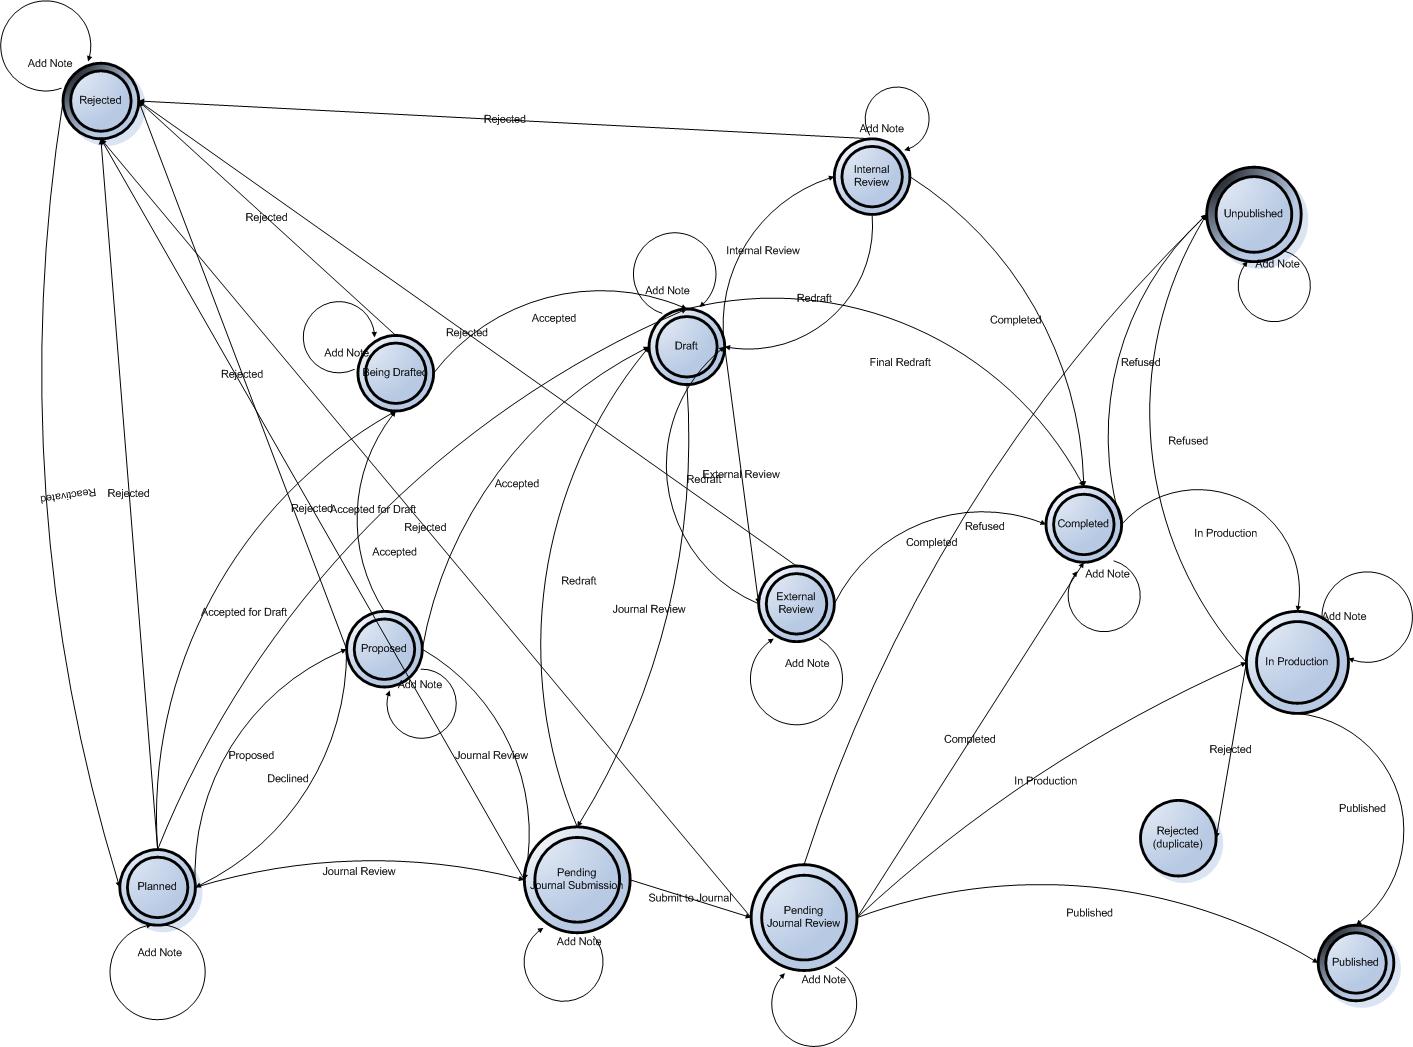 Add Note
Rejected
Rejected
Add Note
Internal
Review
Unpublished
Add Note
Rejected
Internal Review
Add Note
Redraft
Accepted
Rejected
Draft
Add Note
Being Drafted
Rejected
Completed
Final Redraft
Refused
Refused
Reactivated
Rejected
Accepted
Redraft
External Review
Rejected
Accepted for Draft
Rejected
Accepted
Completed
Refused
Completed
In Production
Add Note
Redraft
Accepted for Draft
Journal Review
External
Review
Add Note
Add Note
Proposed
Add Note
In Production
Proposed
Declined
Journal Review
Completed
In Production
Rejected
Published
Rejected
(duplicate)
Journal Review
Planned
Pending
Journal Submission
Submit to Journal
Pending
Journal Review
Published
Add Note
Add Note
Add Note
Published